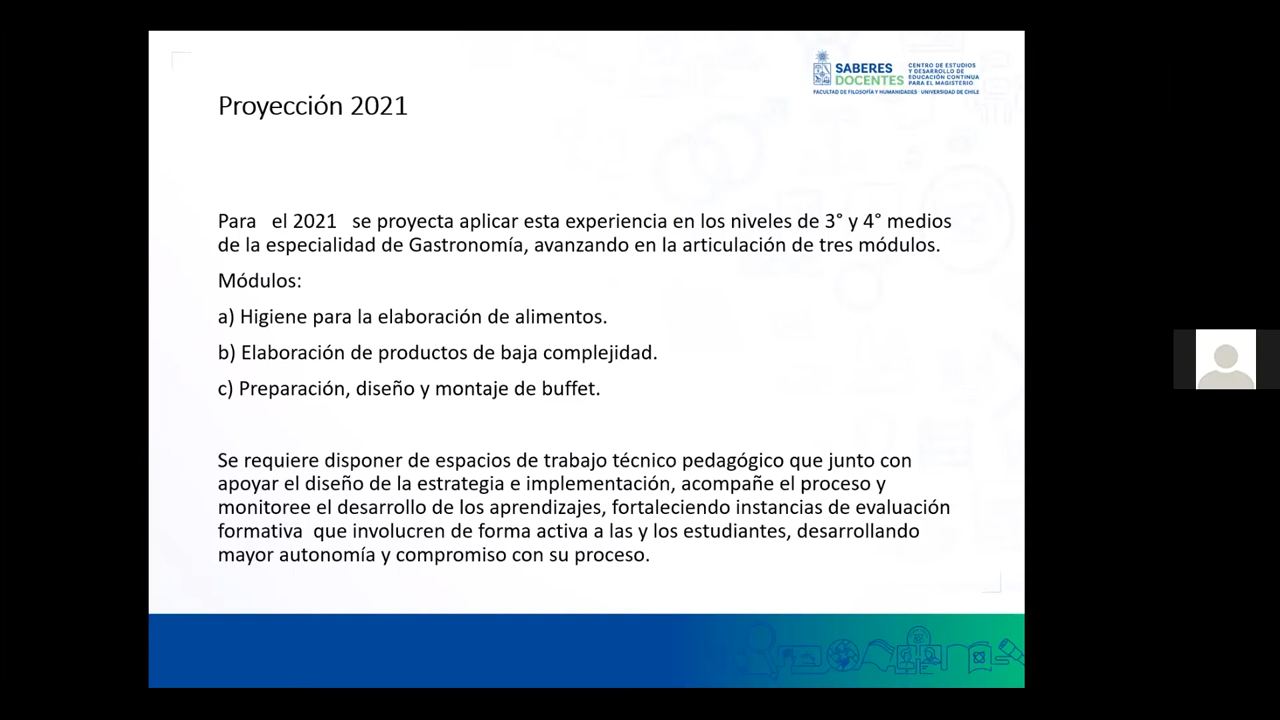 SABERES
DOCENTES
CENTRO DE ESTUDIOS
Y DESARROLLO DE
EDUCACIÓN CONTINUA
PARA EL MAGISTERIO
FACULTAD DE FILOSOFÍA Y HUMANIDADES · UNIVERSIDAD DE CHILE
Proyección 2021
Para el 2021 se proyecta aplicar esta experiencia en los niveles de 3° y 4° medios
de la especialidad de Gastronomía, avanzando en la articulación de tres módulos.
Módulos:
a) Higiene para la elaboración de alimentos.
b) Elaboración de productos de baja complejidad.
c) Preparación, diseño y montaje de buffet.
Se requiere disponer de espacios de trabajo técnico pedagógico que junto con
apoyar el diseño de la estrategia e implementación, acompañe el proceso y
monitoree el desarrollo de los aprendizajes, fortaleciendo instancias de evaluación
formativa que involucren de forma activa a las y los estudiantes, desarrollando
mayor autonomía y compromiso con su proceso.